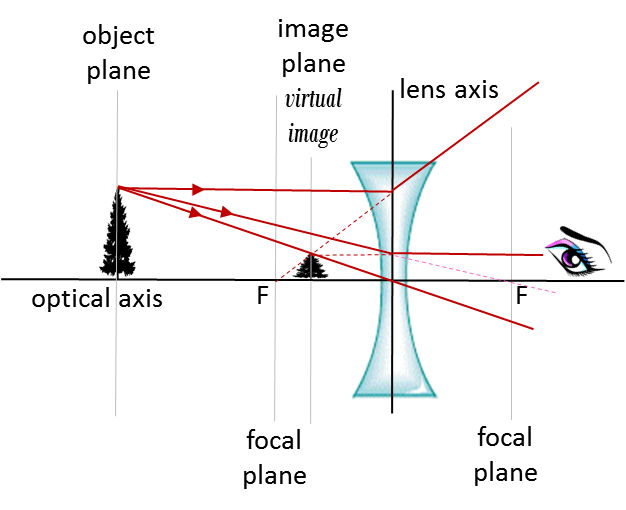 object
plane
image
plane
virtual
image
lens axis
optical axis
F
F
focal
plane
focal
plane